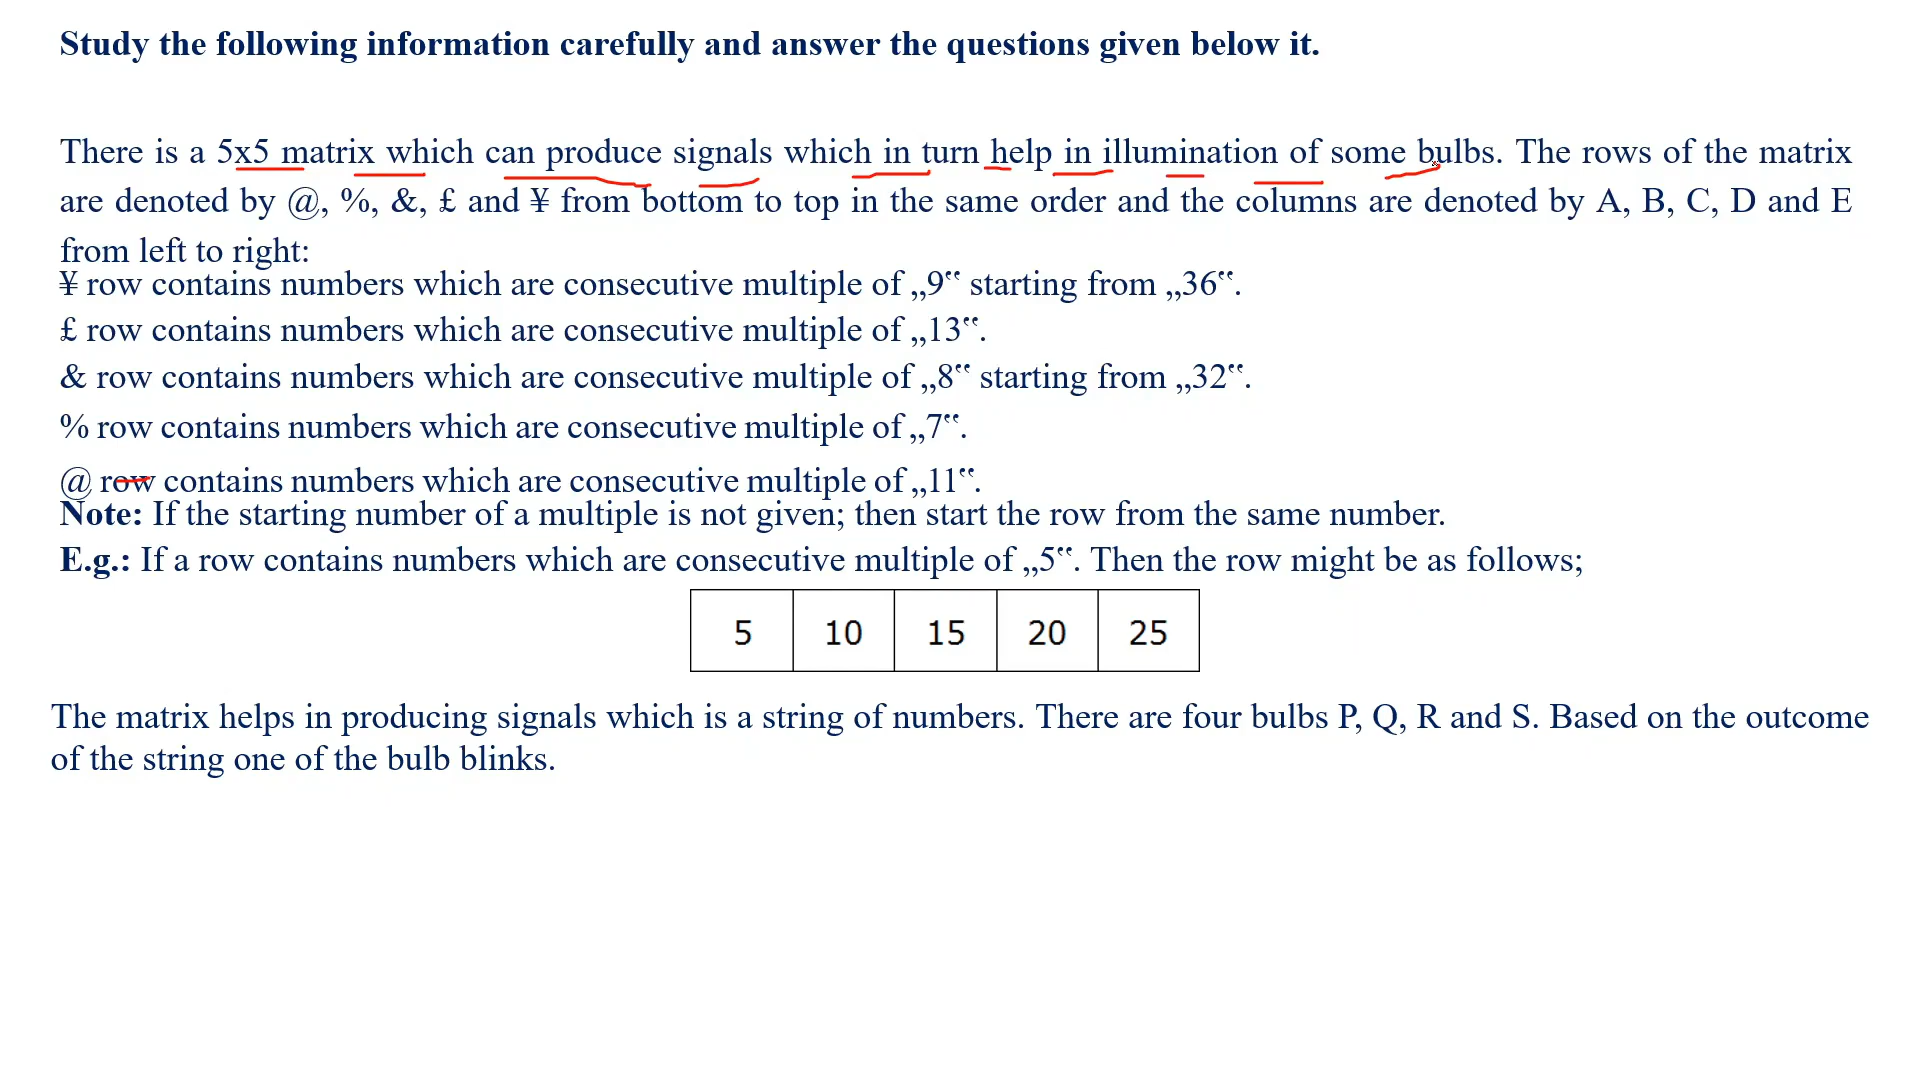 Study the following information carefully and answer the questions given below it.
There is a 5x5 matrix which can produce signals which in turn help in illumination of some bulbs. The rows of the matrix
are denoted by @, %, &, £ and ¥ from bottom to top in the same order and the columns are denoted by A, B, C, D and E
from left to right:
¥ row contains numbers which are consecutive multiple of „9‟ starting from „36‟.
£ row contains numbers which are consecutive multiple of „13‟.
& row contains numbers which are consecutive multiple of „8‟ starting from „32‟.
% row contains numbers which are consecutive multiple of „7‟.
@ row contains numbers which are consecutive multiple of „11‟.
Note: If the starting number of a multiple is not given; then start the row from the same number.
E.g.: If a row contains numbers which are consecutive multiple of „5‟. Then the row might be as follows;
5 10 15 20 25
The matrix helps in producing signals which is a string of numbers. There are four bulbs P, Q, R and S. Based on the outcome
of the string one of the bulb blinks.